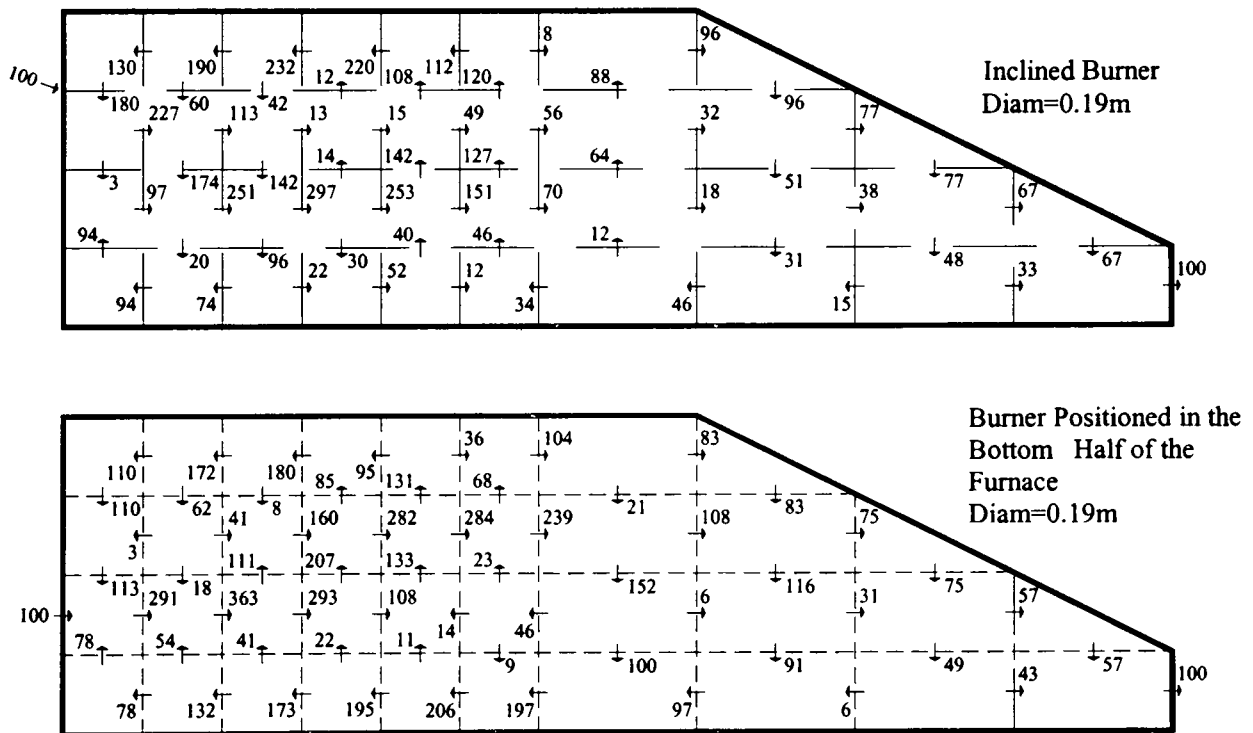 8 96
130 190 232 220 112
100 12 108 120 88 Inclined Burner
180 60 42 96 Diam=0.19m
227 113 13 15 49 56 32 77
14 142 127 64
3 174 142 51 77
97 251 297 253 151 70 18 38 67
94 40 46 12
20 96 30 31 48 67
22 52 12 33 100
94 74 34 46 15
36 104 83 Burner Positioned in the
110 172 180 95 Bottom Half of the
85 131 68 Furnace
110 62 8 21 83 Diam=0.19m
41 160 282 284 239 108 75
3
111 207 133 23
113 18 152 116 75
100 291 363 293 108 6 31 57
14 46
78 54 41 22 11
9 100 91 49 57
43 100
78 132 173 195 206 197 97 6